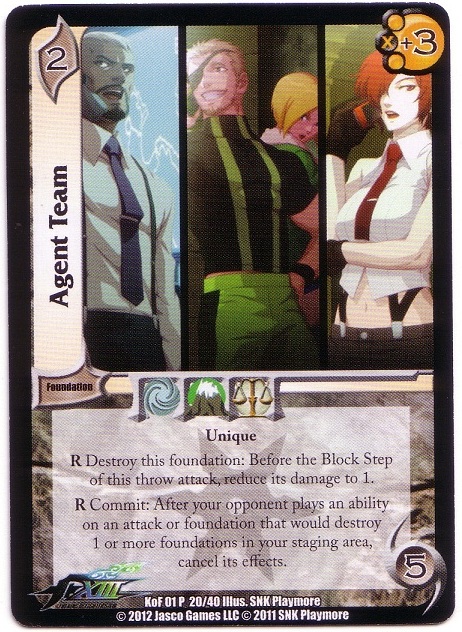 2
x+3
Agent Team
Foundation
Unique
R Destroy this foundation: Before the Block Step
of this throw attack, reduce its damage to 1.
R Commit: After your opponent plays an ability
on an attack or foundation that would destroy
1 or more foundations in your staging area,
cancel its effects.
5
XIII
KoF 01 P 20/40 Illus. SNK Playmore
© 2012 Jasco Games LLC © 2011 SNK Playmore